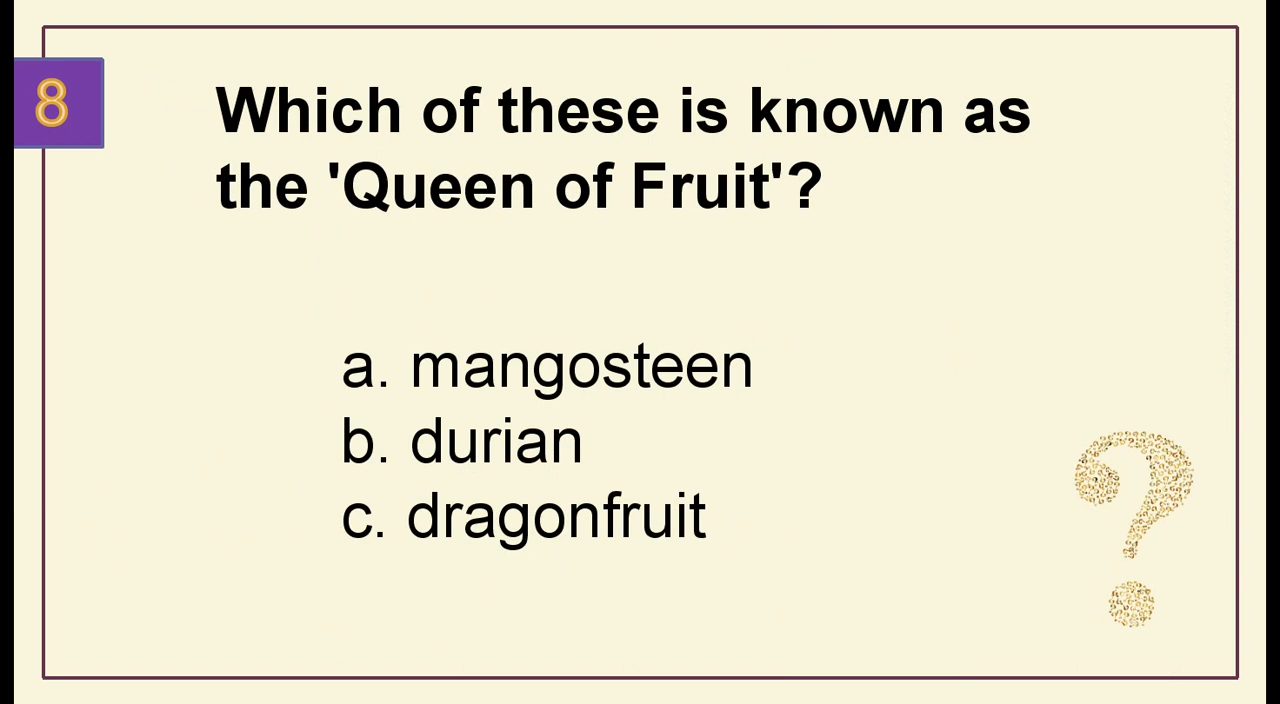 8
Which of these is known as
the 'Queen of Fruit'?
a. mangosteen
b. durian
c. dragonfruit
?